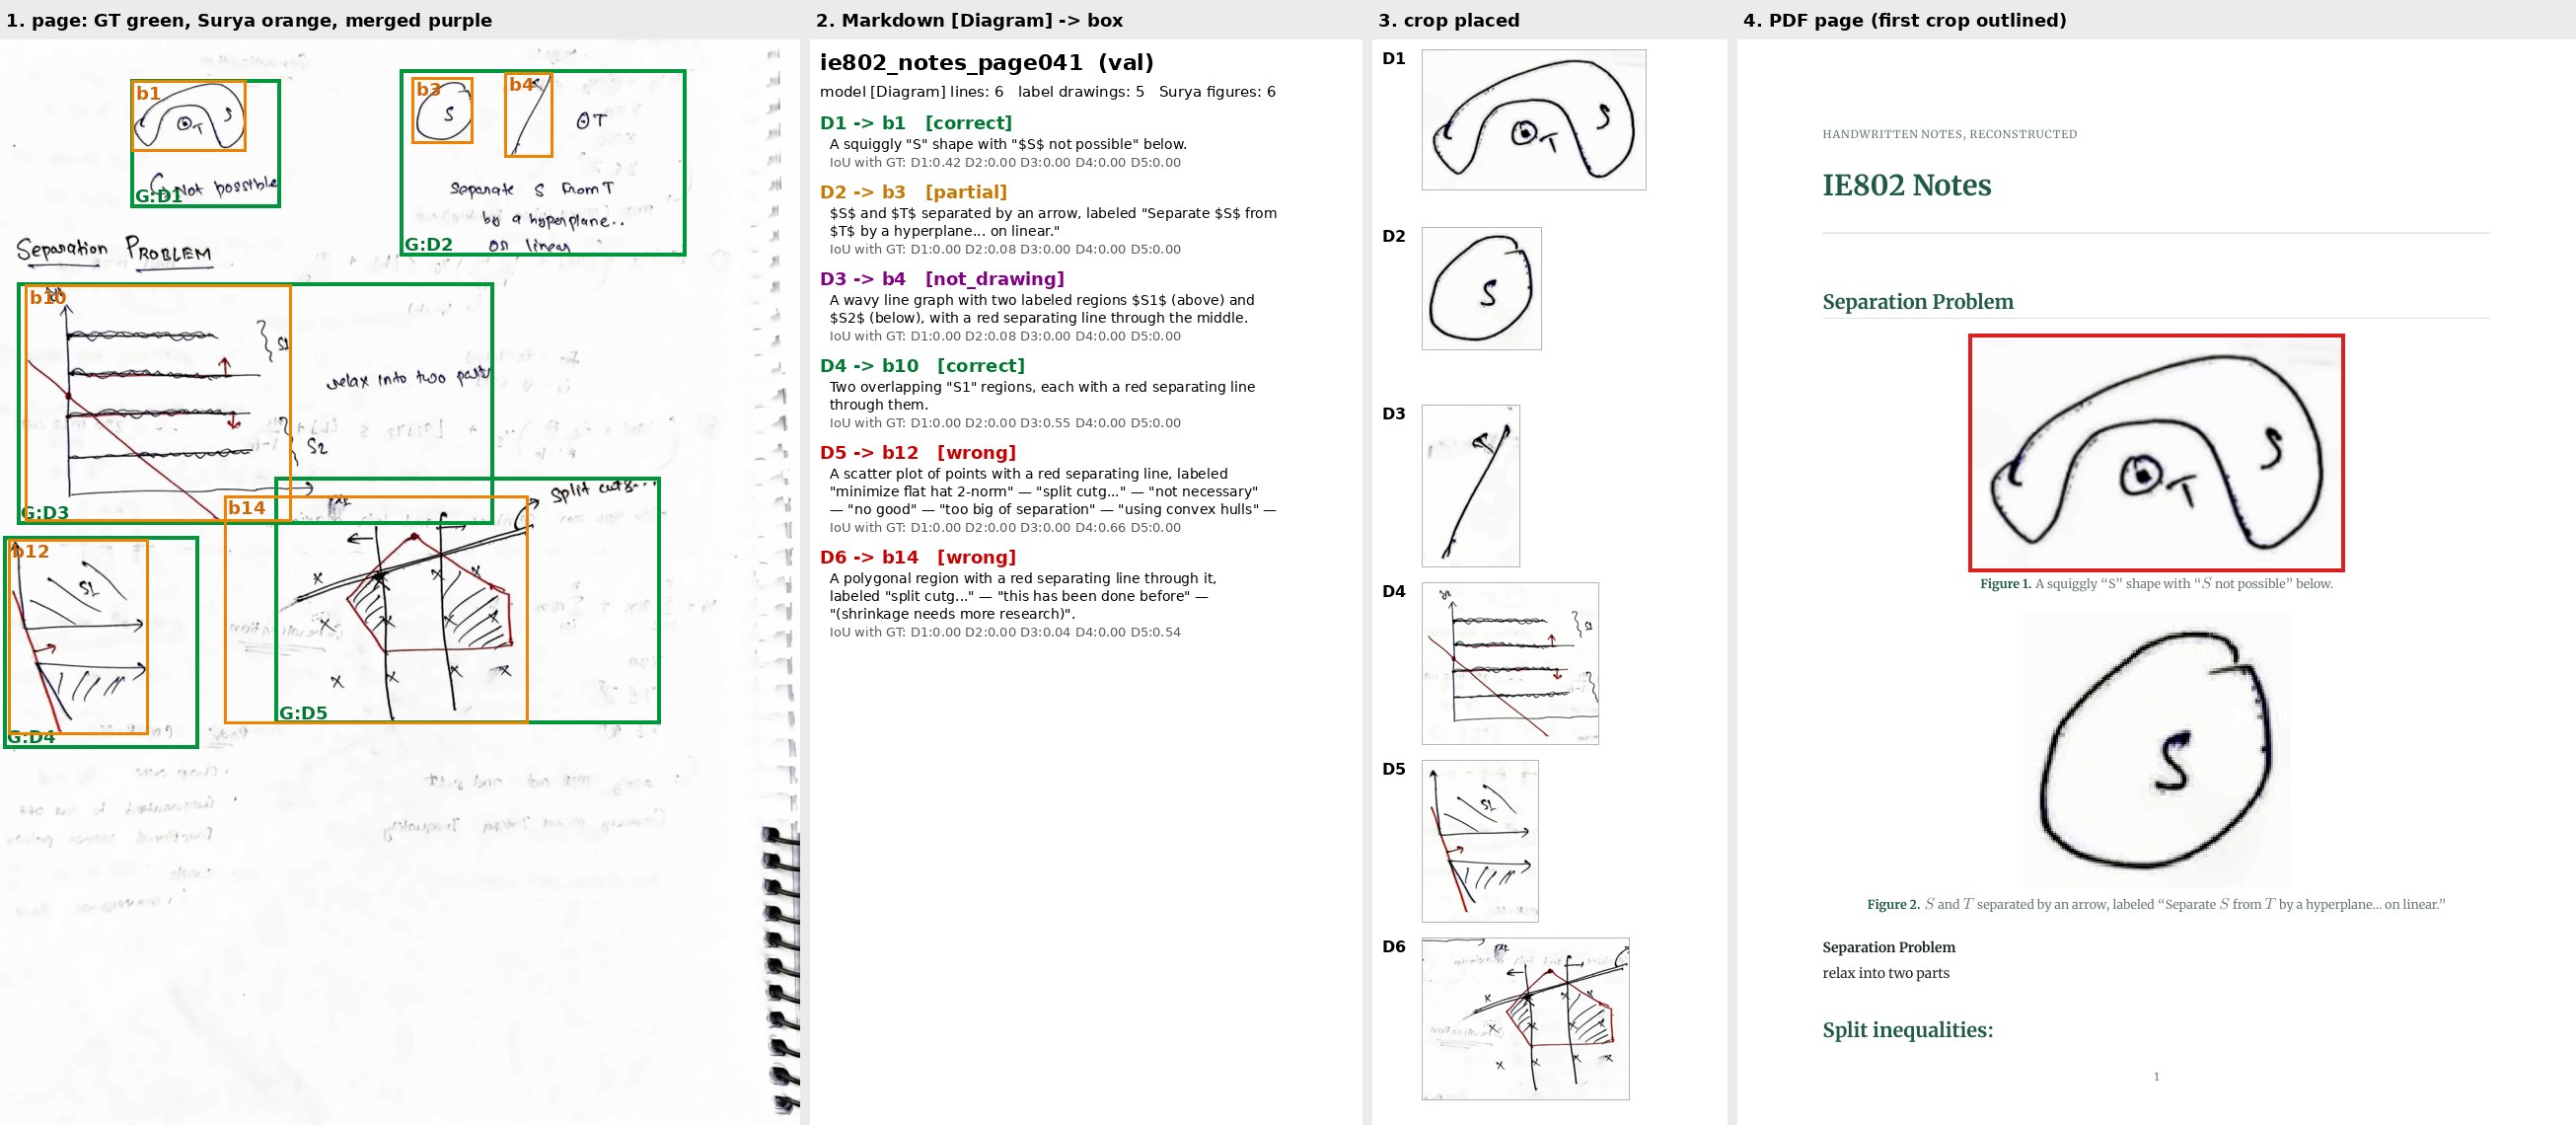 1. page: GT green, Surya orange, merged purple
b1
S
T
Not possible
G:D1
b3
S
b4
T
Separate S from T
by a hyperplane..
on linear
G:D2
Separation PROBLEM
b10
S1
relax into two parts
S2
G:D3
b14
Split cuts...
G:D5
b12
S1
G:D4
2. Markdown [Diagram] -> box
ie802_notes_page041 (val)
model [Diagram] lines: 6 label drawings: 5 Surya figures: 6
D1 -> b1 [correct]
A squiggly "S" shape with "$S$ not possible" below.
IoU with GT: D1:0.42 D2:0.00 D3:0.00 D4:0.00 D5:0.00
D2 -> b3 [partial]
$S$ and $T$ separated by an arrow, labeled "Separate $S$ from
$T$ by a hyperplane... on linear."
IoU with GT: D1:0.00 D2:0.08 D3:0.00 D4:0.00 D5:0.00
D3 -> b4 [not_drawing]
A wavy line graph with two labeled regions $S1$ (above) and
$S2$ (below), with a red separating line through the middle.
IoU with GT: D1:0.00 D2:0.08 D3:0.00 D4:0.00 D5:0.00
D4 -> b10 [correct]
Two overlapping "S1" regions, each with a red separating line
through them.
IoU with GT: D1:0.00 D2:0.00 D3:0.55 D4:0.00 D5:0.00
D5 -> b12 [wrong]
A scatter plot of points with a red separating line, labeled
"minimize flat hat 2-norm" — "split cutg..." — "not necessary"
— "no good" — "too big of separation" — "using convex hulls" —
IoU with GT: D1:0.00 D2:0.00 D3:0.00 D4:0.66 D5:0.00
D6 -> b14 [wrong]
A polygonal region with a red separating line through it,
labeled "split cutg..." — "this has been done before" —
"(shrinkage needs more research)".
IoU with GT: D1:0.00 D2:0.00 D3:0.04 D4:0.00 D5:0.54
3. crop placed
D1
S
T
D2
S
D3
D4
S1
D5
S1
D6
4. PDF page (first crop outlined)
HANDWRITTEN NOTES, RECONSTRUCTED
IE802 Notes
Separation Problem
S
T
Figure 1. A squiggly “S” shape with “S not possible” below.
S
Figure 2. S and T separated by an arrow, labeled “Separate S from T by a hyperplane... on linear.”
Separation Problem
relax into two parts
Split inequalities:
1